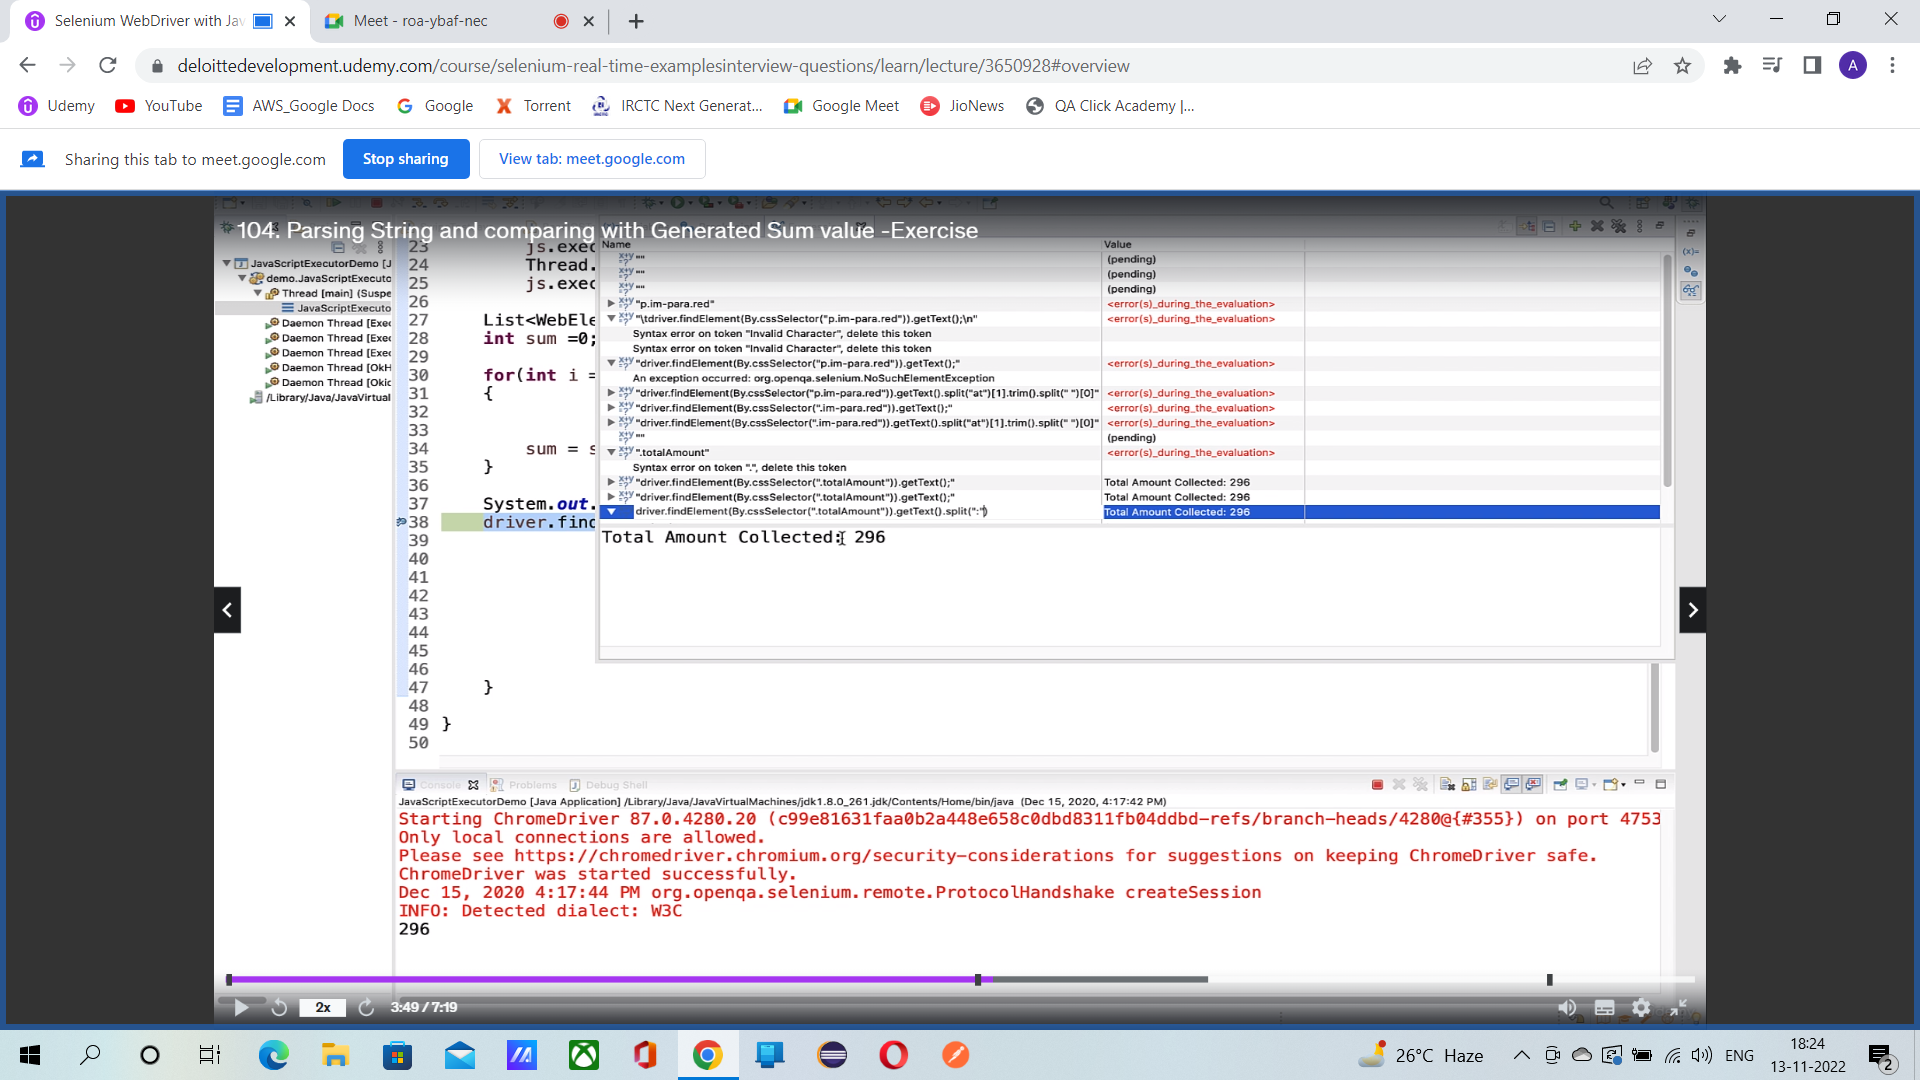 Selenium WebDriver with Jav
Meet - roa-ybaf-nec
deloittedevelopment.udemy.com/course/selenium-real-time-examplesinterview-questions/learn/lecture/3650928#overview
A
Udemy
YouTube
AWS_Google Docs
Google
Torrent
IRCTC Next Generat...
Google Meet
JioNews
QA Click Academy |...
Sharing this tab to meet.google.com
Stop sharing
View tab: meet.google.com
104. Parsing String and comparing with Generated Sum value -Exercise
JavaScriptExecutorDemo [J
demo.JavaScriptExecuto
Thread [main] (Suspe
JavaScriptExecuto
Daemon Thread [Exec
Daemon Thread [Exec
Daemon Thread [Exec
Daemon Thread [OkH
Daemon Thread [Okic
/Library/Java/JavaVirtual
23 js.exec
24 Thread.
25 js.exec
26
27 List<WebEle
28 int sum =0;
29
30 for(int i =
31 {
32
33
34 sum = s
35 }
36
37 System.out.
38 driver.find
39
40
41
42
43
44
45
46
47 }
48
49 }
50
Name Value
"" (pending)
"" (pending)
"" (pending)
"p.im-para.red" <error(s)_during_the_evaluation>
"\tdriver.findElement(By.cssSelector("p.im-para.red")).getText();\n" <error(s)_during_the_evaluation>
Syntax error on token "Invalid Character", delete this token
Syntax error on token "Invalid Character", delete this token
"driver.findElement(By.cssSelector("p.im-para.red")).getText();" <error(s)_during_the_evaluation>
An exception occurred: org.openqa.selenium.NoSuchElementException
"driver.findElement(By.cssSelector("p.im-para.red")).getText().split("at")[1].trim().split(" ")[0]" <error(s)_during_the_evaluation>
"driver.findElement(By.cssSelector(".im-para.red")).getText();" <error(s)_during_the_evaluation>
"driver.findElement(By.cssSelector(".im-para.red")).getText().split("at")[1].trim().split(" ")[0]" <error(s)_during_the_evaluation>
"" (pending)
".totalAmount" <error(s)_during_the_evaluation>
Syntax error on token ".", delete this token
"driver.findElement(By.cssSelector(".totalAmount")).getText();" Total Amount Collected: 296
"driver.findElement(By.cssSelector(".totalAmount")).getText();" Total Amount Collected: 296
driver.findElement(By.cssSelector(".totalAmount")).getText().split(":") Total Amount Collected: 296
Total Amount Collected: 296
Console Problems Debug Shell
JavaScriptExecutorDemo [Java Application] /Library/Java/JavaVirtualMachines/jdk1.8.0_261.jdk/Contents/Home/bin/java (Dec 15, 2020, 4:17:42 PM)
Starting ChromeDriver 87.0.4280.20 (c99e81631faa0b2a448e658c0dbd8311fb04ddbd-refs/branch-heads/4280@{#355}) on port 4753
Only local connections are allowed.
Please see https://chromedriver.chromium.org/security-considerations for suggestions on keeping ChromeDriver safe.
ChromeDriver was started successfully.
Dec 15, 2020 4:17:44 PM org.openqa.selenium.remote.ProtocolHandshake createSession
INFO: Detected dialect: W3C
296
2x
3:49 / 7:19
26°C Haze
ENG
18:24
13-11-2022
2